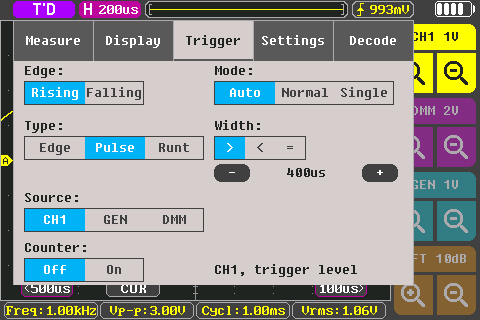 T'D H 200us 993mV
Measure Display Trigger Settings Decode
CH1 1V
Edge: Mode:
Rising Falling Auto Normal Single
DMM 2V
Type: Width:
Edge Pulse Runt > < =
- 400us +
GEN 1V
Source:
CH1 GEN DMM
Counter:
FT 10dB
Off On CH1, trigger level
<500us CUR 100us>
Freq:1.00kHz Vp-p:3.00V Cycl:1.00ms Vrms:1.06V
A